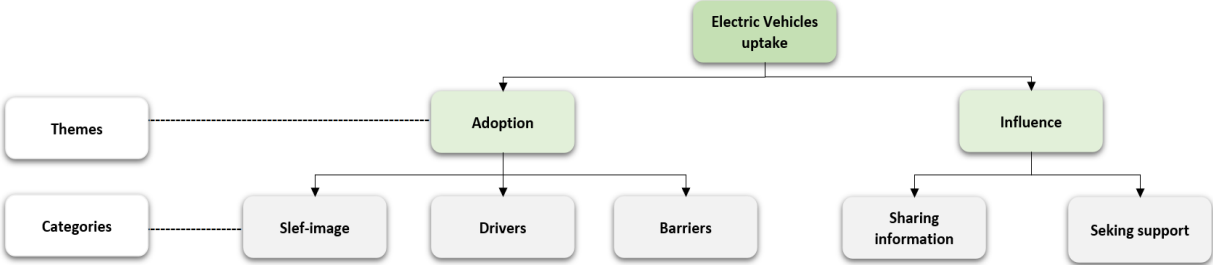 Electric Vehicles
uptake
Themes
Adoption
Influence
Categories
Slef-image
Drivers
Barriers
Sharing
information
Seking support